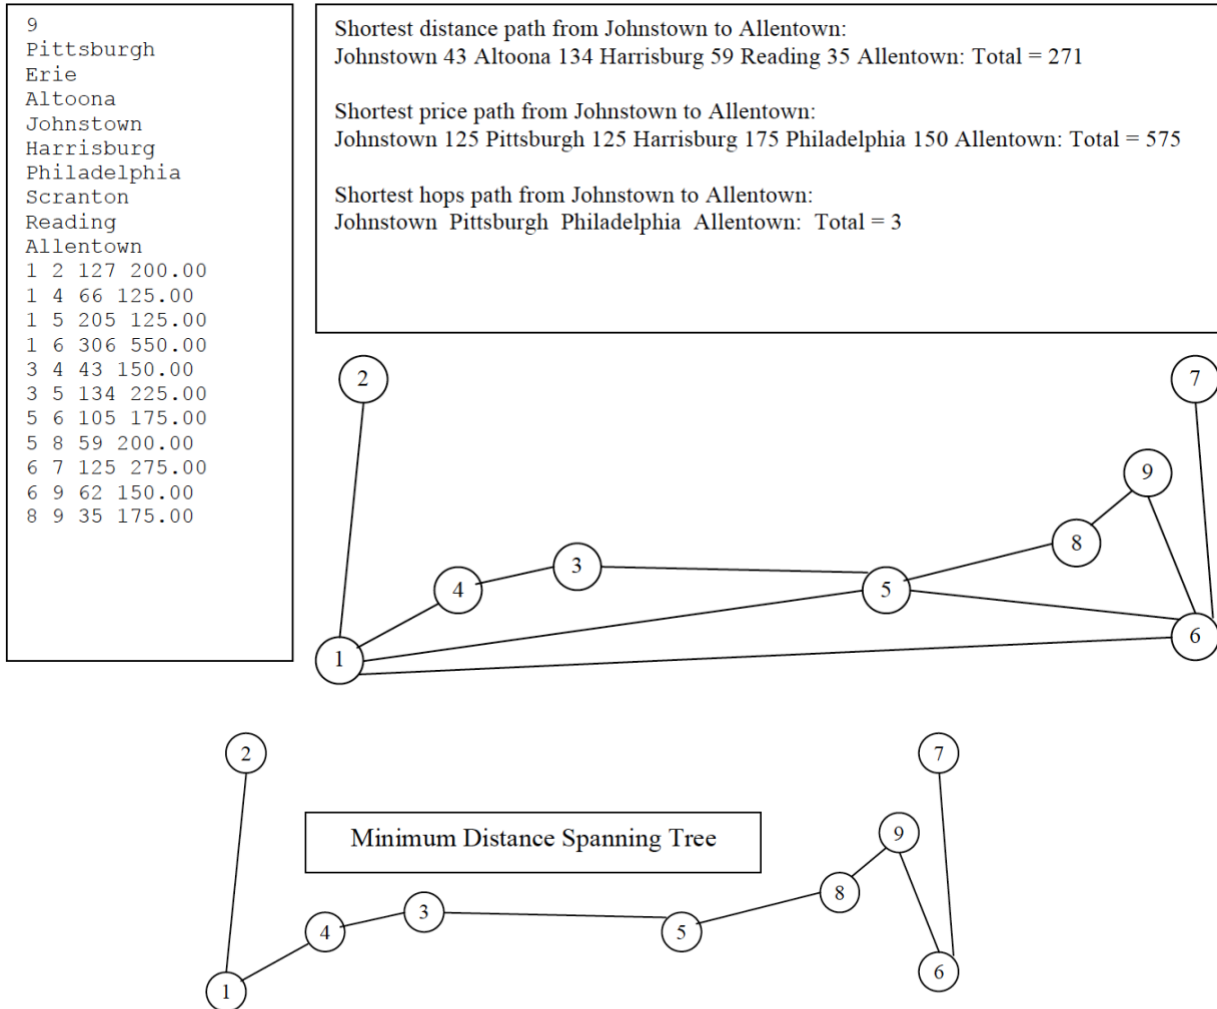 9
Pittsburgh
Erie
Altoona
Johnstown
Harrisburg
Philadelphia
Scranton
Reading
Allentown
1 2 127 200.00
1 4 66 125.00
1 5 205 125.00
1 6 306 550.00
3 4 43 150.00
3 5 134 225.00
5 6 105 175.00
5 8 59 200.00
6 7 125 275.00
6 9 62 150.00
8 9 35 175.00
Shortest distance path from Johnstown to Allentown:
Johnstown 43 Altoona 134 Harrisburg 59 Reading 35 Allentown: Total = 271
Shortest price path from Johnstown to Allentown:
Johnstown 125 Pittsburgh 125 Harrisburg 175 Philadelphia 150 Allentown: Total = 575
Shortest hops path from Johnstown to Allentown:
Johnstown Pittsburgh Philadelphia Allentown: Total = 3
2
7
9
8
3
4
5
6
1
2
7
Minimum Distance Spanning Tree
9
8
3
4
5
6
1